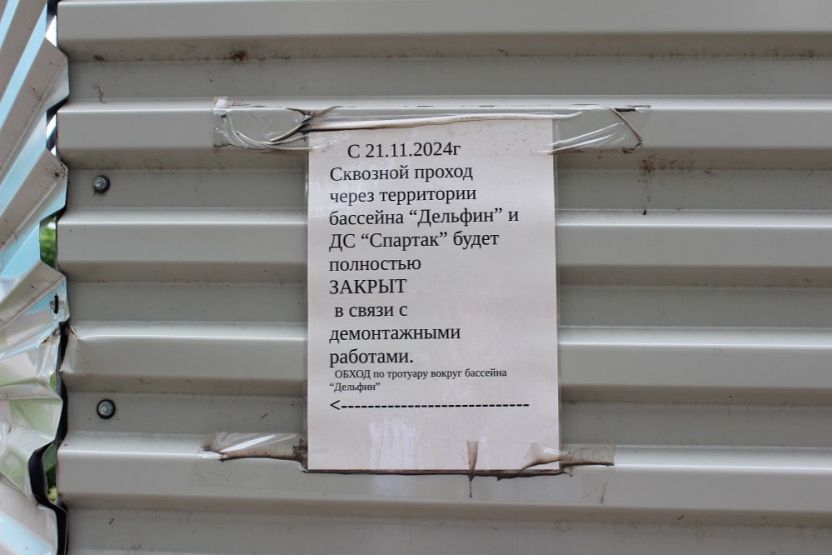 С 21.11.2024г
Сквозной проход
через территории
бассейна “Дельфин” и
ДС “Спартак” будет
полностью
ЗАКРЫТ
в связи с
демонтажными
работами.
ОБХОД по тротуару вокруг бассейна
“Дельфин”
<----------------------------